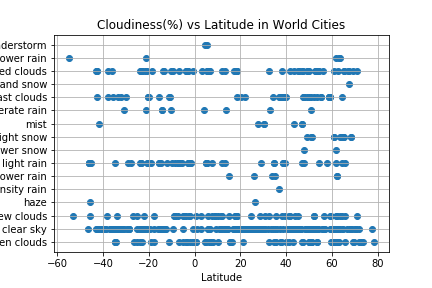 Cloudiness(%) vs Latitude in World Cities
understorm
ower rain
ed clouds
and snow
ast clouds
erate rain
mist
ight snow
ower snow
light rain
ower rain
nsity rain
haze
ew clouds
clear sky
en clouds
−60 −40 −20 0 20 40 60 80
Latitude